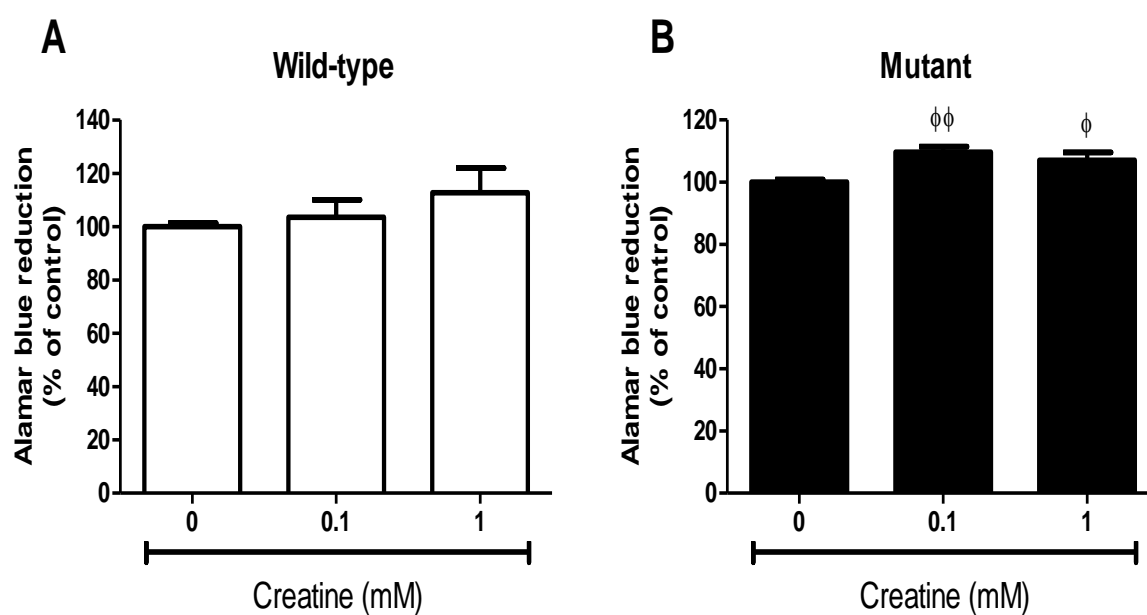 A
Wild-type
Alamar blue reduction
(% of control)
140
120
100
80
60
40
20
0
0 0.1 1
Creatine (mM)
B
Mutant
Alamar blue reduction
(% of control)
120
100
80
60
40
20
0
ϕϕ ϕ
0 0.1 1
Creatine (mM)